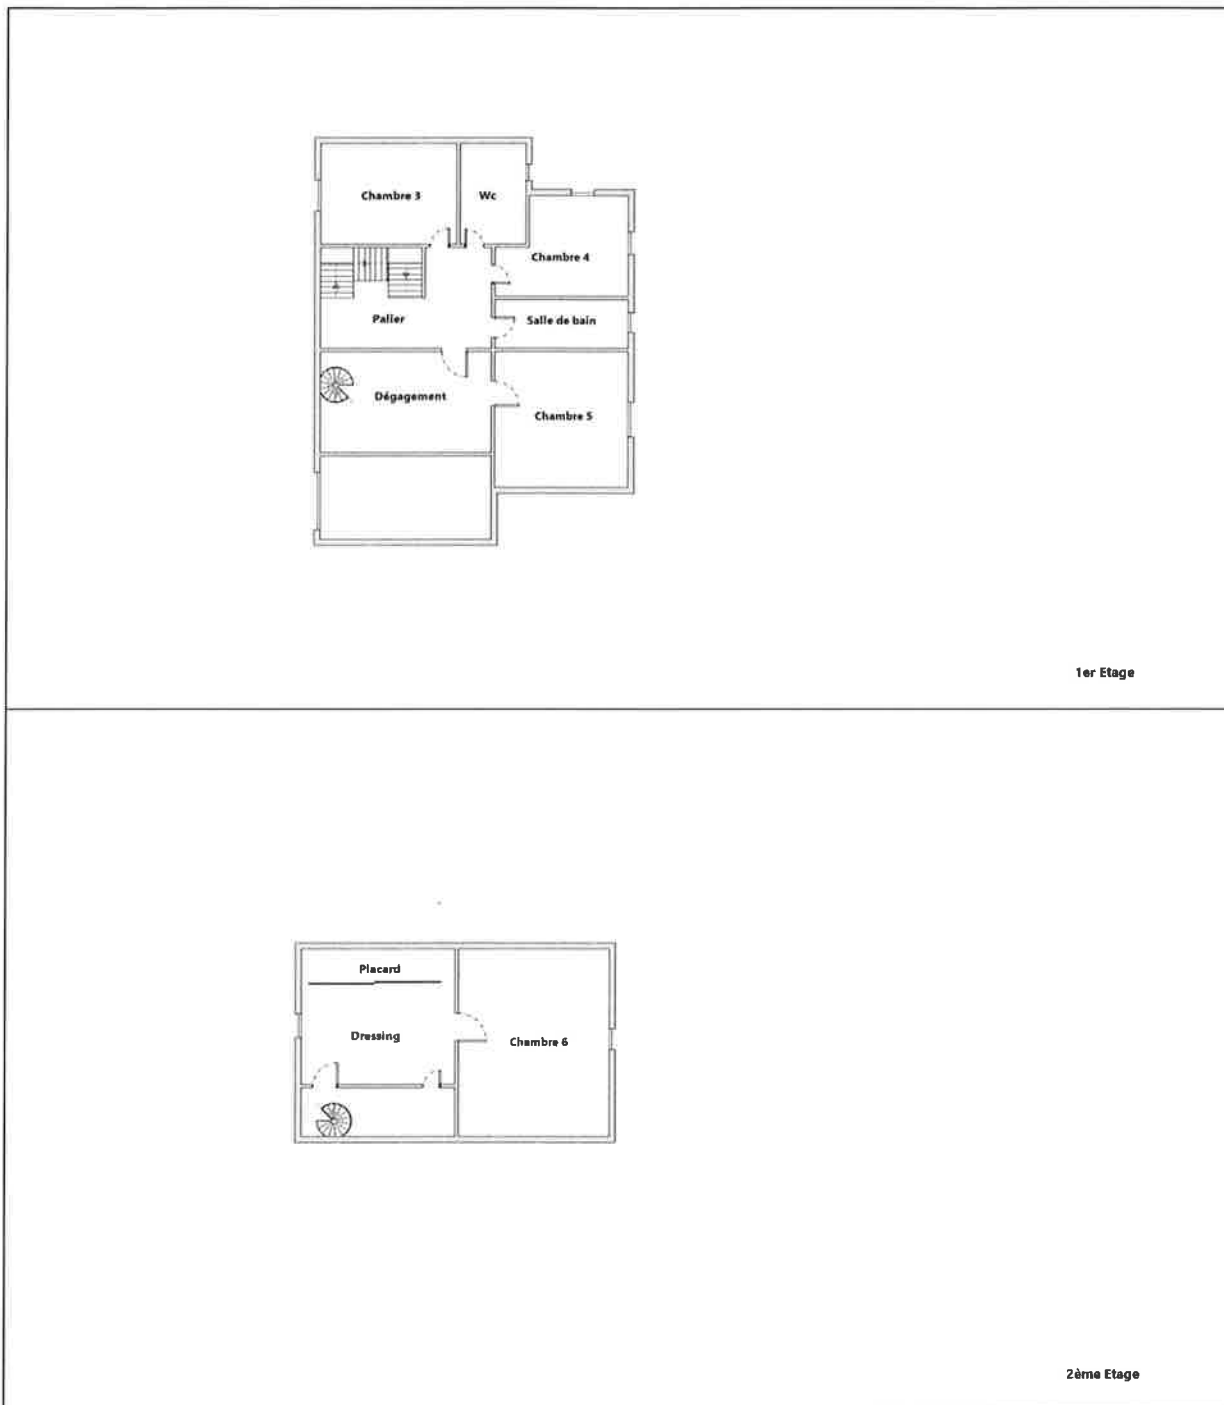 Chambre 3
Wc
Chambre 4
Palier
Salle de bain
Dégagement
Chambre 5
1er Etage
Placard
Dressing
Chambre 6
2ème Etage